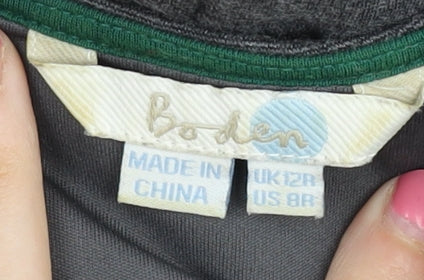 Boden
MADE IN
CHINA
UK12R
US 8R